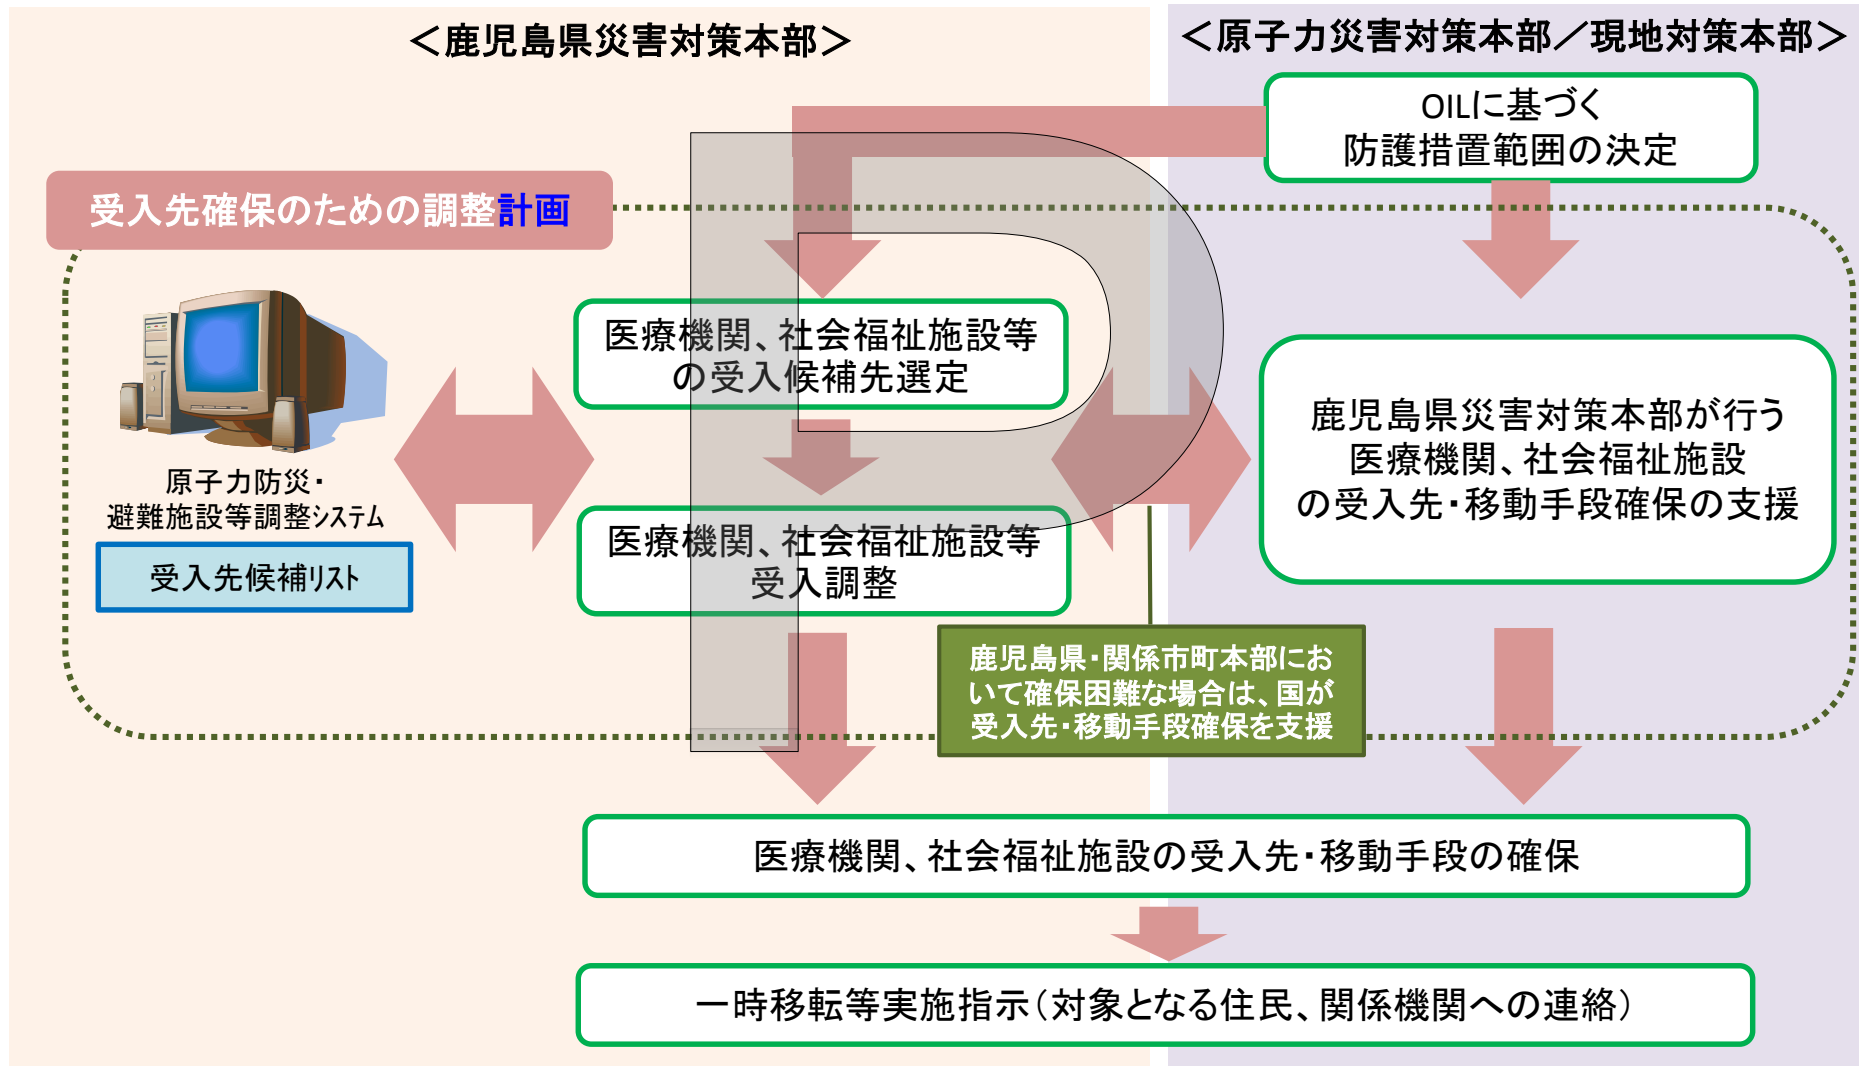 ＜鹿児島県災害対策本部＞
＜原子力災害対策本部／現地対策本部＞
OILに基づく
防護措置範囲の決定
受入先確保のための調整計画
医療機関、社会福祉施設等
の受入候補先選定
原子力防災・
避難施設等調整システム
受入先候補リスト
医療機関、社会福祉施設等
受入調整
鹿児島県災害対策本部が行う
医療機関、社会福祉施設
の受入先・移動手段確保の支援
鹿児島県・関係市町本部にお
いて確保困難な場合は、国が
受入先・移動手段確保を支援
医療機関、社会福祉施設の受入先・移動手段の確保
一時移転等実施指示（対象となる住民、関係機関への連絡）